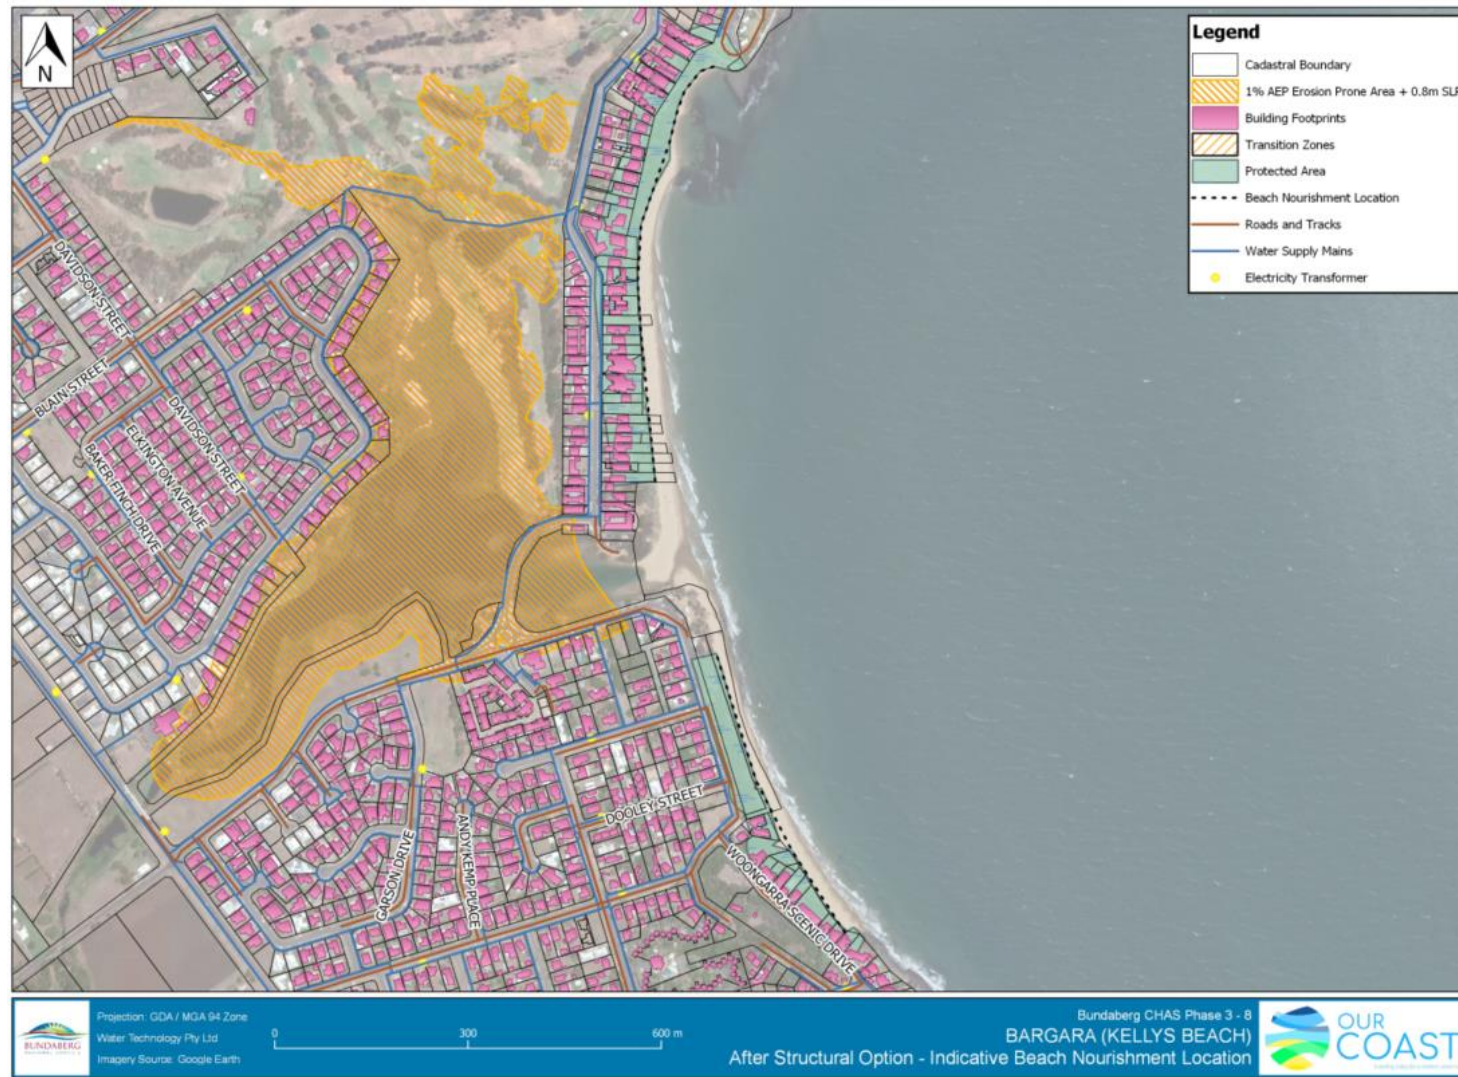 N
Legend
Cadastral Boundary
1% AEP Erosion Prone Area + 0.8m SLR
Building Footprints
Transition Zones
Protected Area
Beach Nourishment Location
Roads and Tracks
Water Supply Mains
Electricity Transformer
DAVIDSON STREET
BLAIN STREET
DAVIDSON STREET
ELKINGTON AVENUE
BAKER FINCH DRIVE
DOOLEY STREET
GARSON DRIVE
ANDY KEMP PLACE
WOONGARRA SCENIC DRIVE
BUNDABERG
Projection: GDA / MGA 94 Zone
Water Technology Pty Ltd
Imagery Source: Google Earth
0 300 600 m
Bundaberg CHAS Phase 3 - 8
BARGARA (KELLYS BEACH)
After Structural Option - Indicative Beach Nourishment Location
OUR
COAST